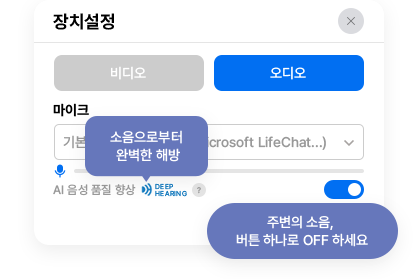 장치설정
비디오
오디오
마이크
소음으로부터
완벽한 해방
기본
icrosoft LifeChat...)
AI 음성 품질 향상
DEEP
HEARING
?
주변의 소음,
버튼 하나로 OFF 하세요